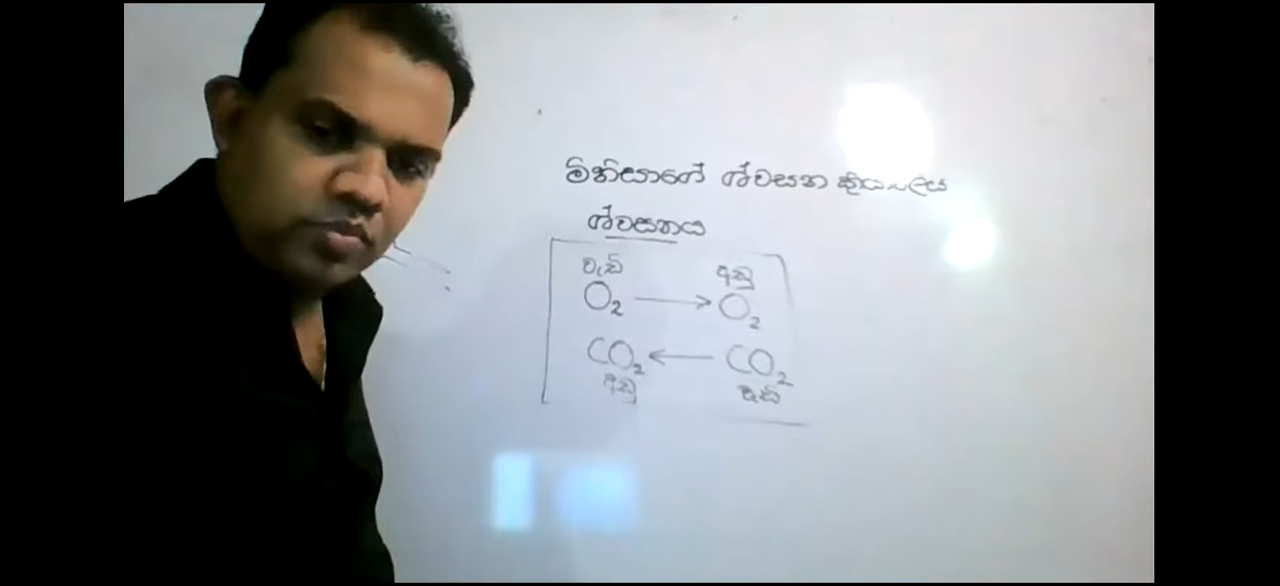 මිනිසාගේ ශ්වසන ක්‍රියාවලිය
ශ්වසනය
වැඩි අඩු
O₂ → O₂
CO₂ ← CO₂
අඩු වැඩි